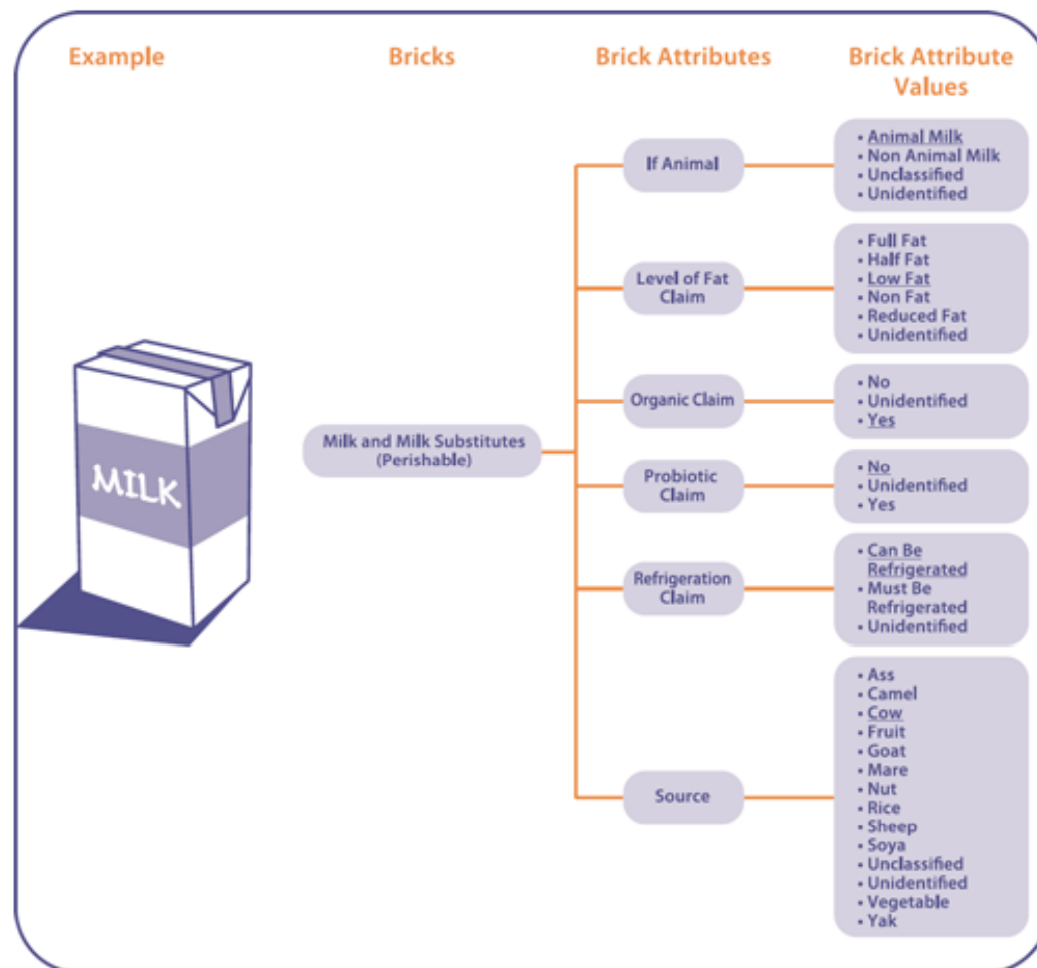 Example
Bricks
Brick Attributes
Brick Attribute
Values
MILK
Milk and Milk Substitutes
(Perishable)
If Animal
• Animal Milk
• Non Animal Milk
• Unclassified
• Unidentified
Level of Fat
Claim
• Full Fat
• Half Fat
• Low Fat
• Non Fat
• Reduced Fat
• Unidentified
Organic Claim
• No
• Unidentified
• Yes
Probiotic
Claim
• No
• Unidentified
• Yes
Refrigeration
Claim
• Can Be
Refrigerated
• Must Be
Refrigerated
• Unidentified
Source
• Ass
• Camel
• Cow
• Fruit
• Goat
• Mare
• Nut
• Rice
• Sheep
• Soya
• Unclassified
• Unidentified
• Vegetable
• Yak